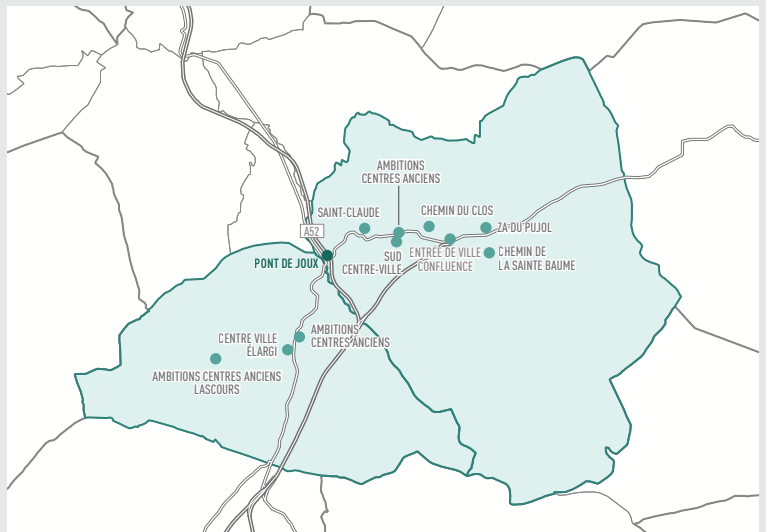 AMBITIONS
CENTRES ANCIENS
SAINT-CLAUDE
CHEMIN DU CLOS
A52
ZA DU PUJOL
PONT DE JOUX
SUD
CENTRE-VILLE
ENTRÉE DE VILLE
CONFLUENCE
CHEMIN DE
LA SAINTE BAUME
CENTRE VILLE
ÉLARGI
AMBITIONS
CENTRES ANCIENS
AMBITIONS CENTRES ANCIENS
LASCOURS